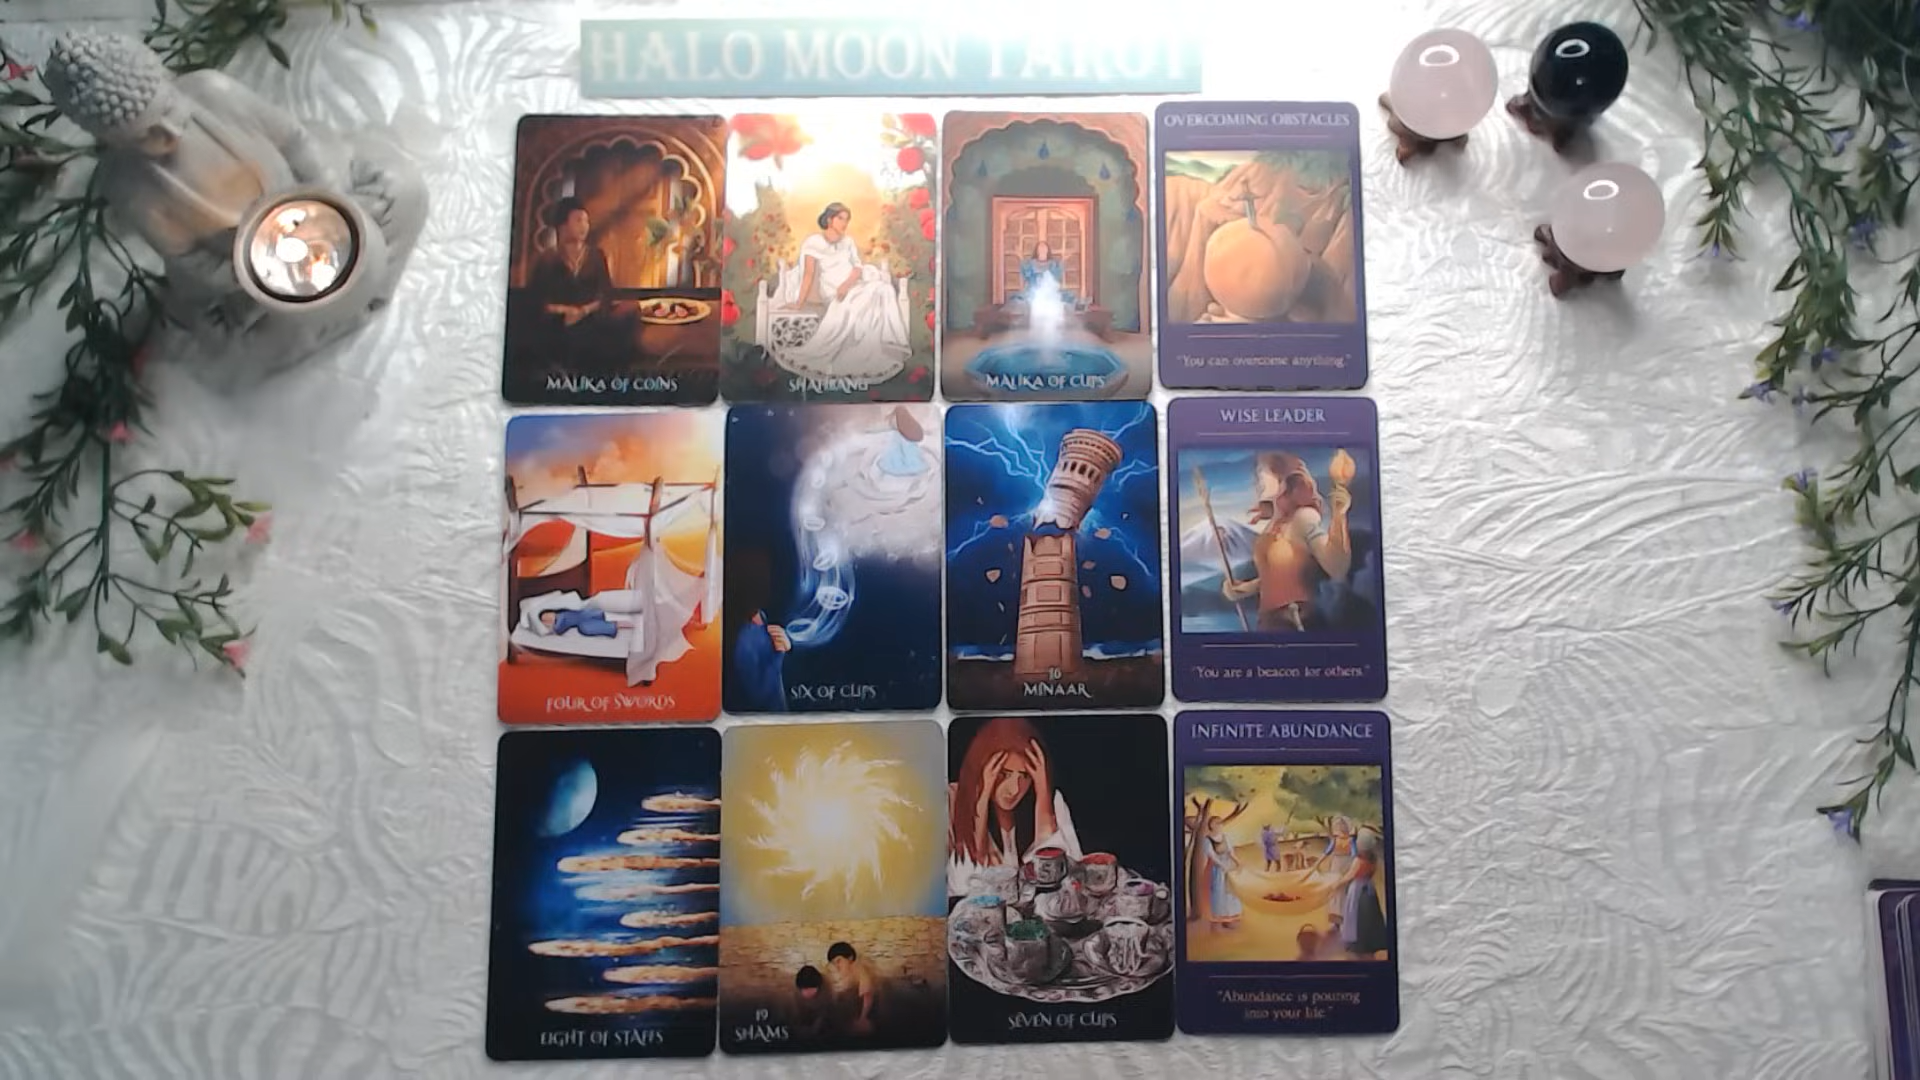 HALO MOON TAROT
MALIKA OF COINS
SHAHBANU
MALIKA OF CUPS
OVERCOMING OBSTACLES
"You can overcome anything."
FOUR OF SWORDS
SIX OF CUPS
16
MINAAR
WISE LEADER
"You are a beacon for others."
EIGHT OF STAFFS
19
SHAMS
SEVEN OF CUPS
INFINITE ABUNDANCE
"Abundance is pouring
into your life."